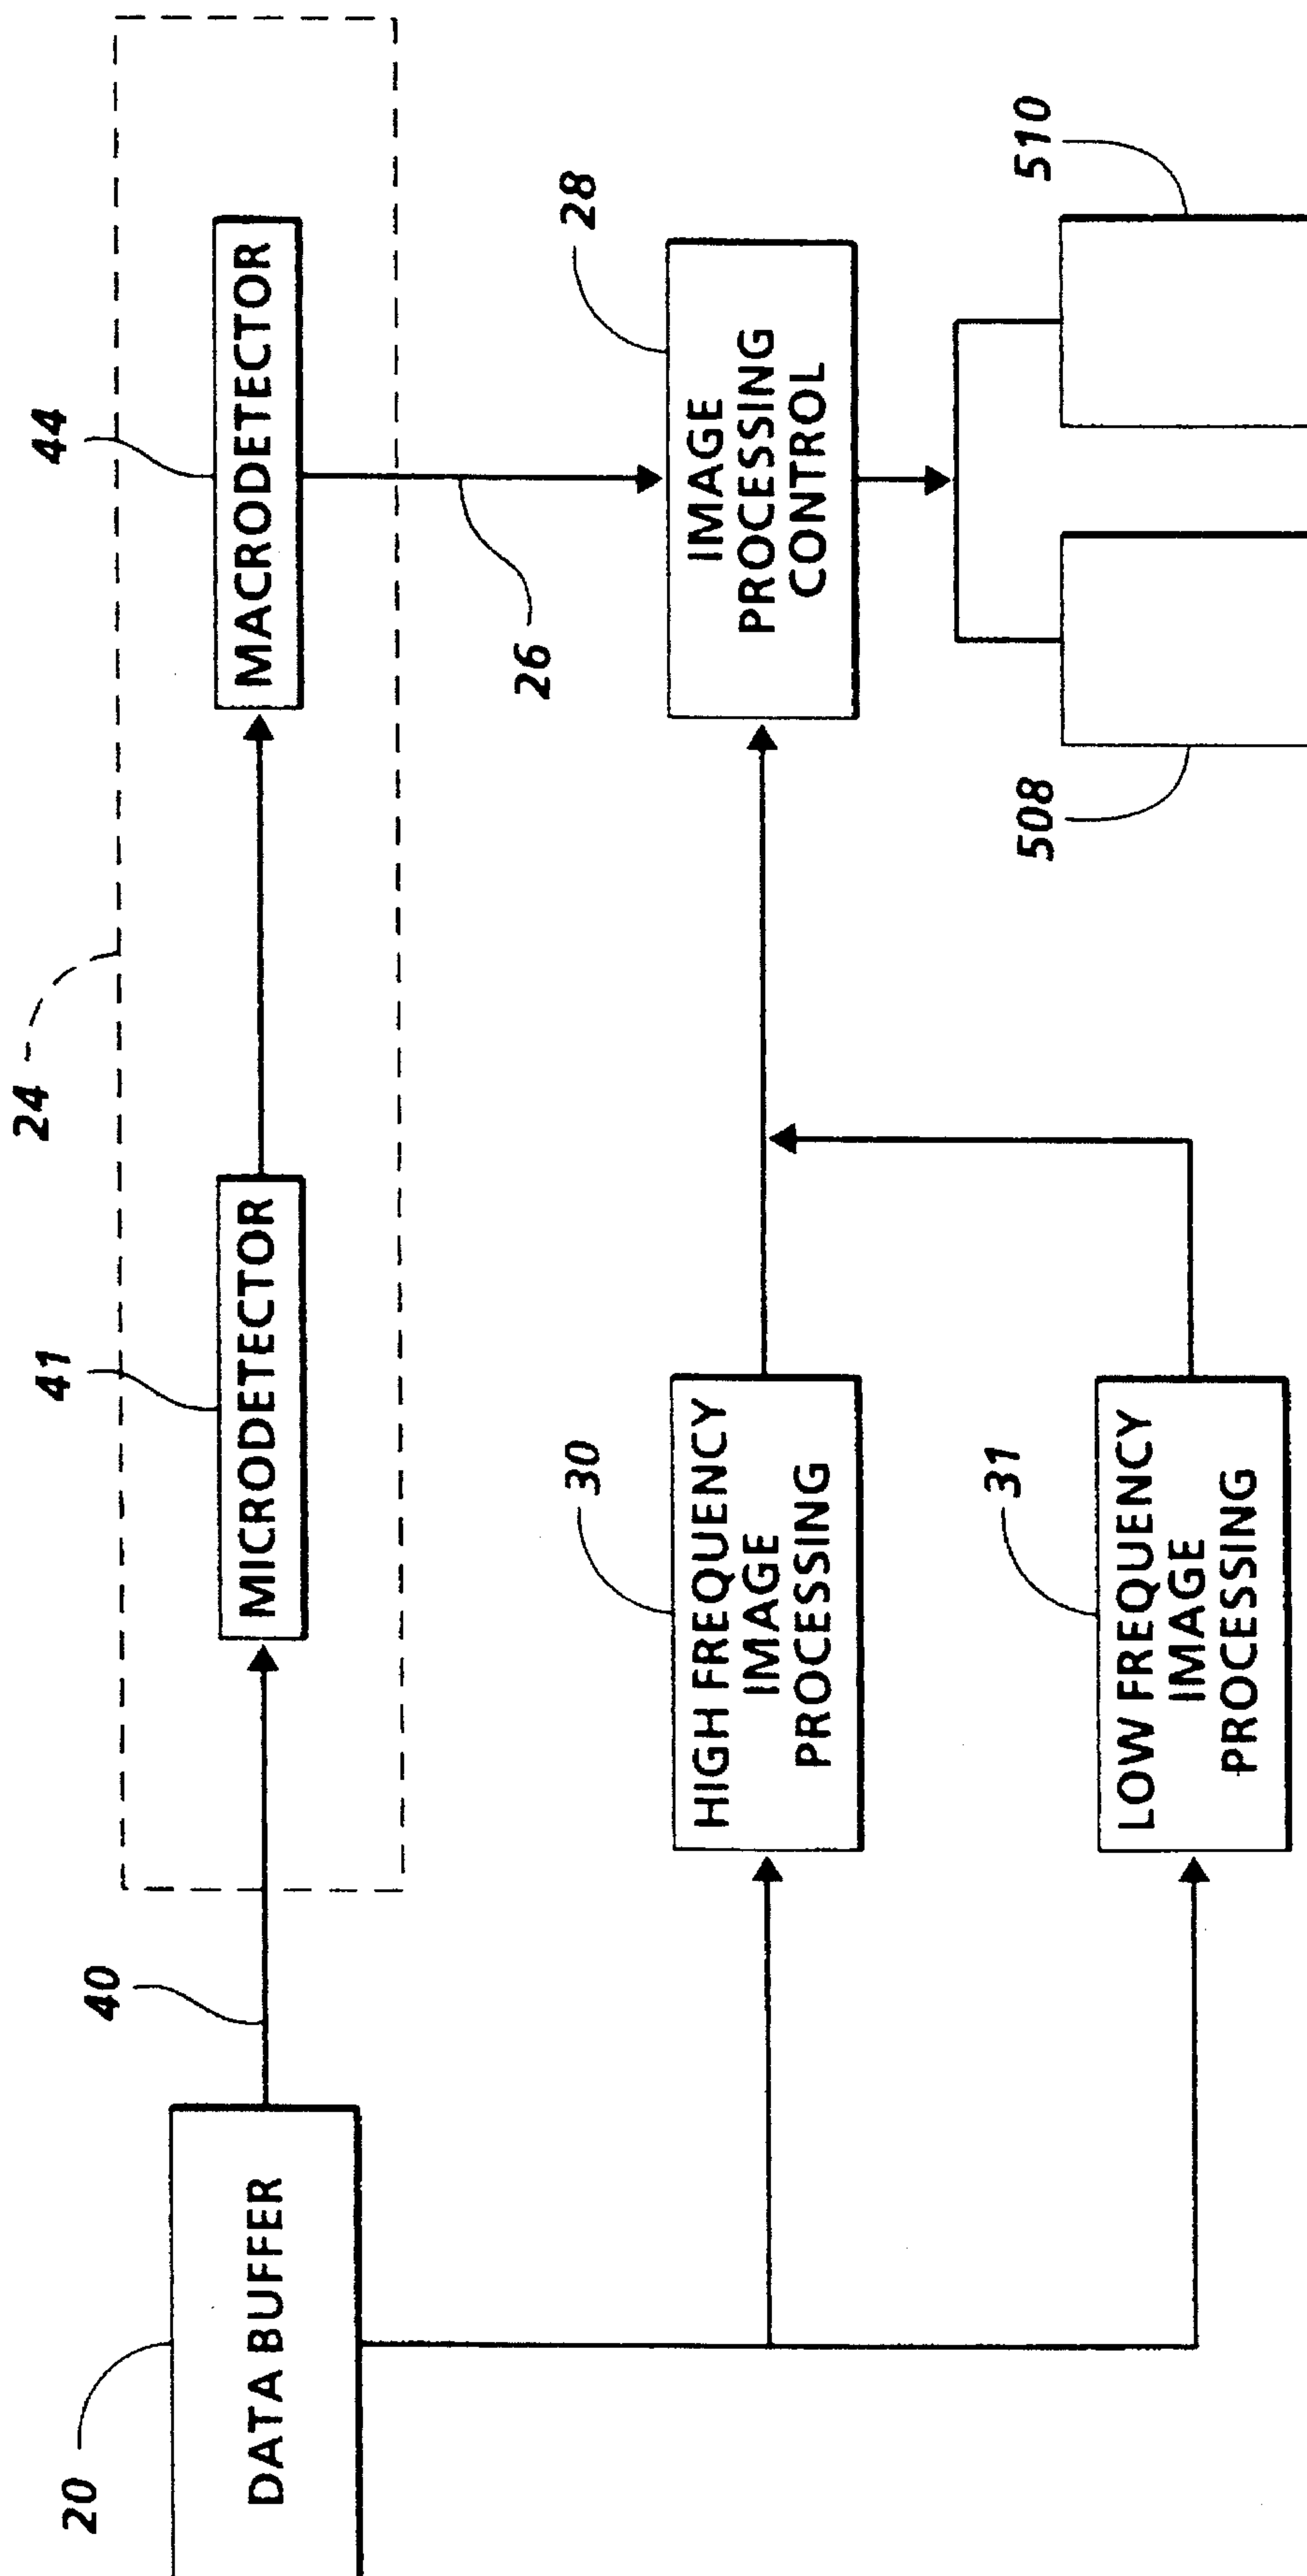 24
44
41
40
20
DATA BUFFER
MICRODETECTOR
MACRODETECTOR
26
28
30
HIGH FREQUENCY
IMAGE
PROCESSING
IMAGE
PROCESSING
CONTROL
31
LOW FREQUENCY
IMAGE
PROCESSING
508
510